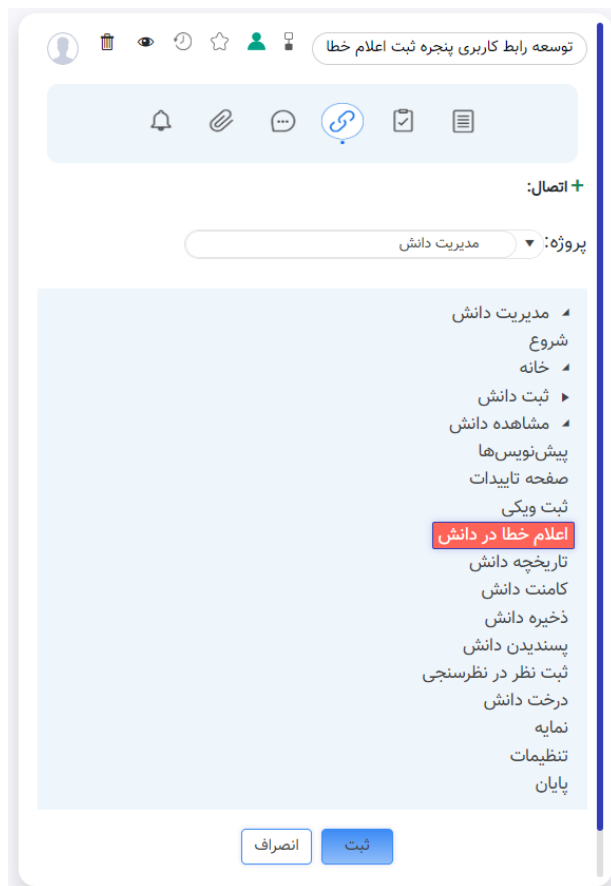 توسعه رابط کاربری پنجره ثبت اعلام خطا
اتصال:
پروژه: مدیریت دانش
مدیریت دانش
شروع
خانه
ثبت دانش
مشاهده دانش
پیش‌نویس‌ها
صفحه تاییدات
ثبت ویکی
اعلام خطا در دانش
تاریخچه دانش
کامنت دانش
ذخیره دانش
پسندیدن دانش
ثبت نظر در نظرسنجی
درخت دانش
نمایه
تنظیمات
پایان
ثبت انصراف